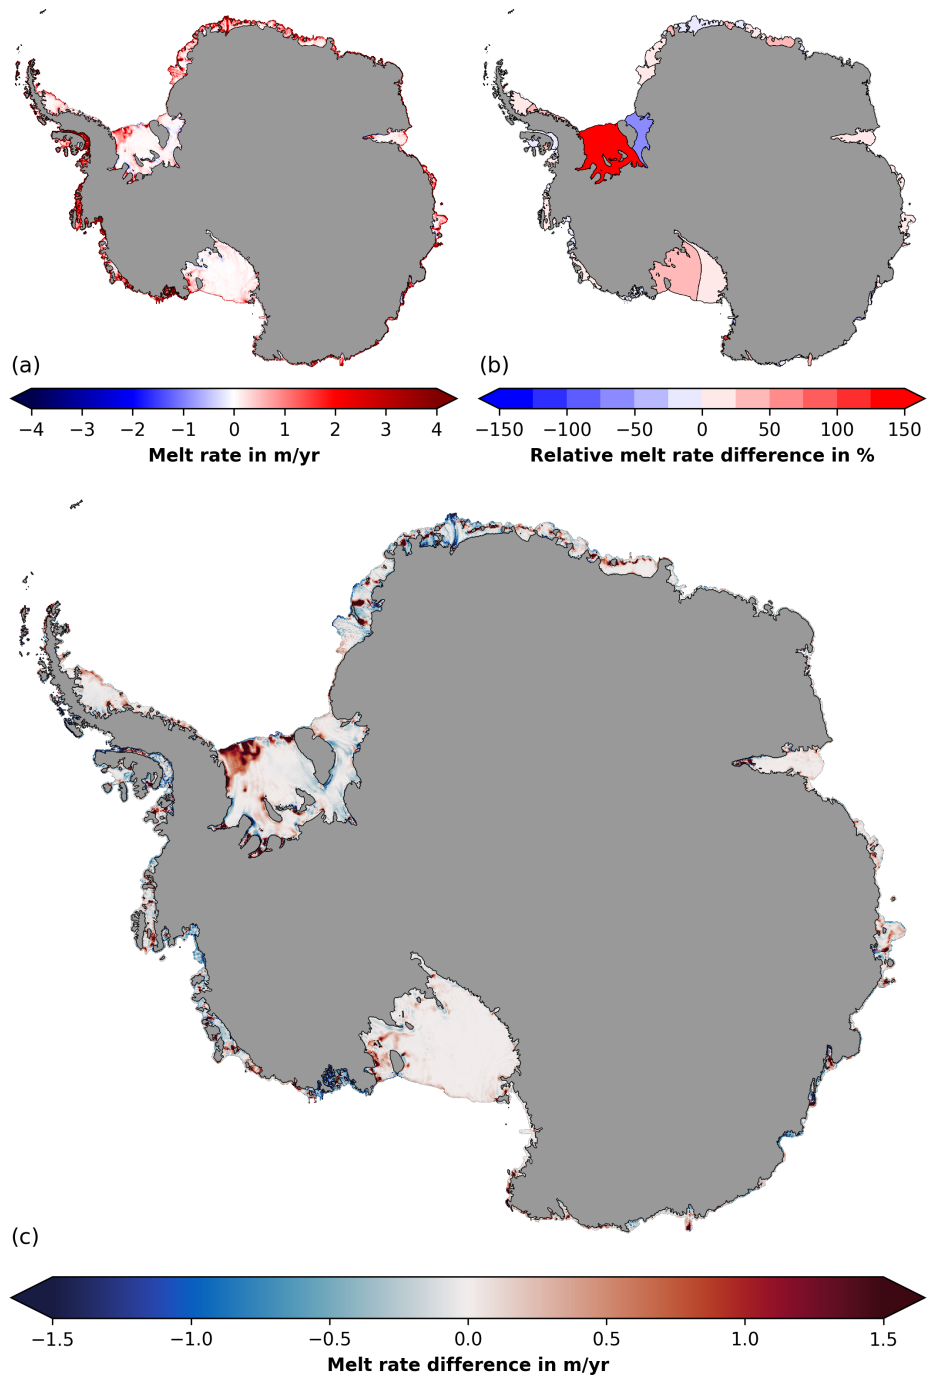 (a) (b)
−4 −3 −2 −1 0 1 2 3 4
Melt rate in m/yr
−150 −100 −50 0 50 100 150
Relative melt rate difference in %
(c)
−1.5 −1.0 −0.5 0.0 0.5 1.0 1.5
Melt rate difference in m/yr